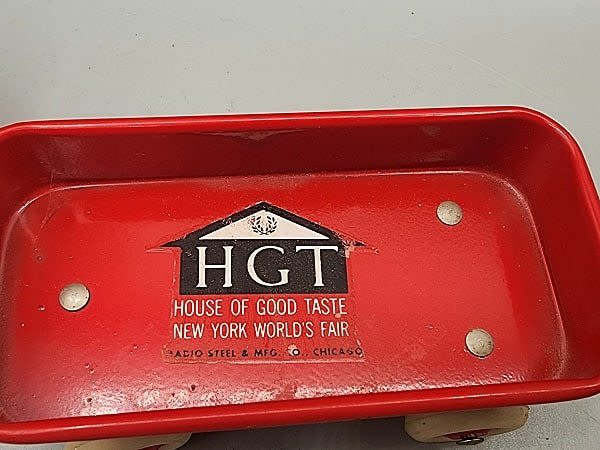 HGT
HOUSE OF GOOD TASTE
NEW YORK WORLD'S FAIR
RADIO STEEL & MFG. CO., CHICAGO